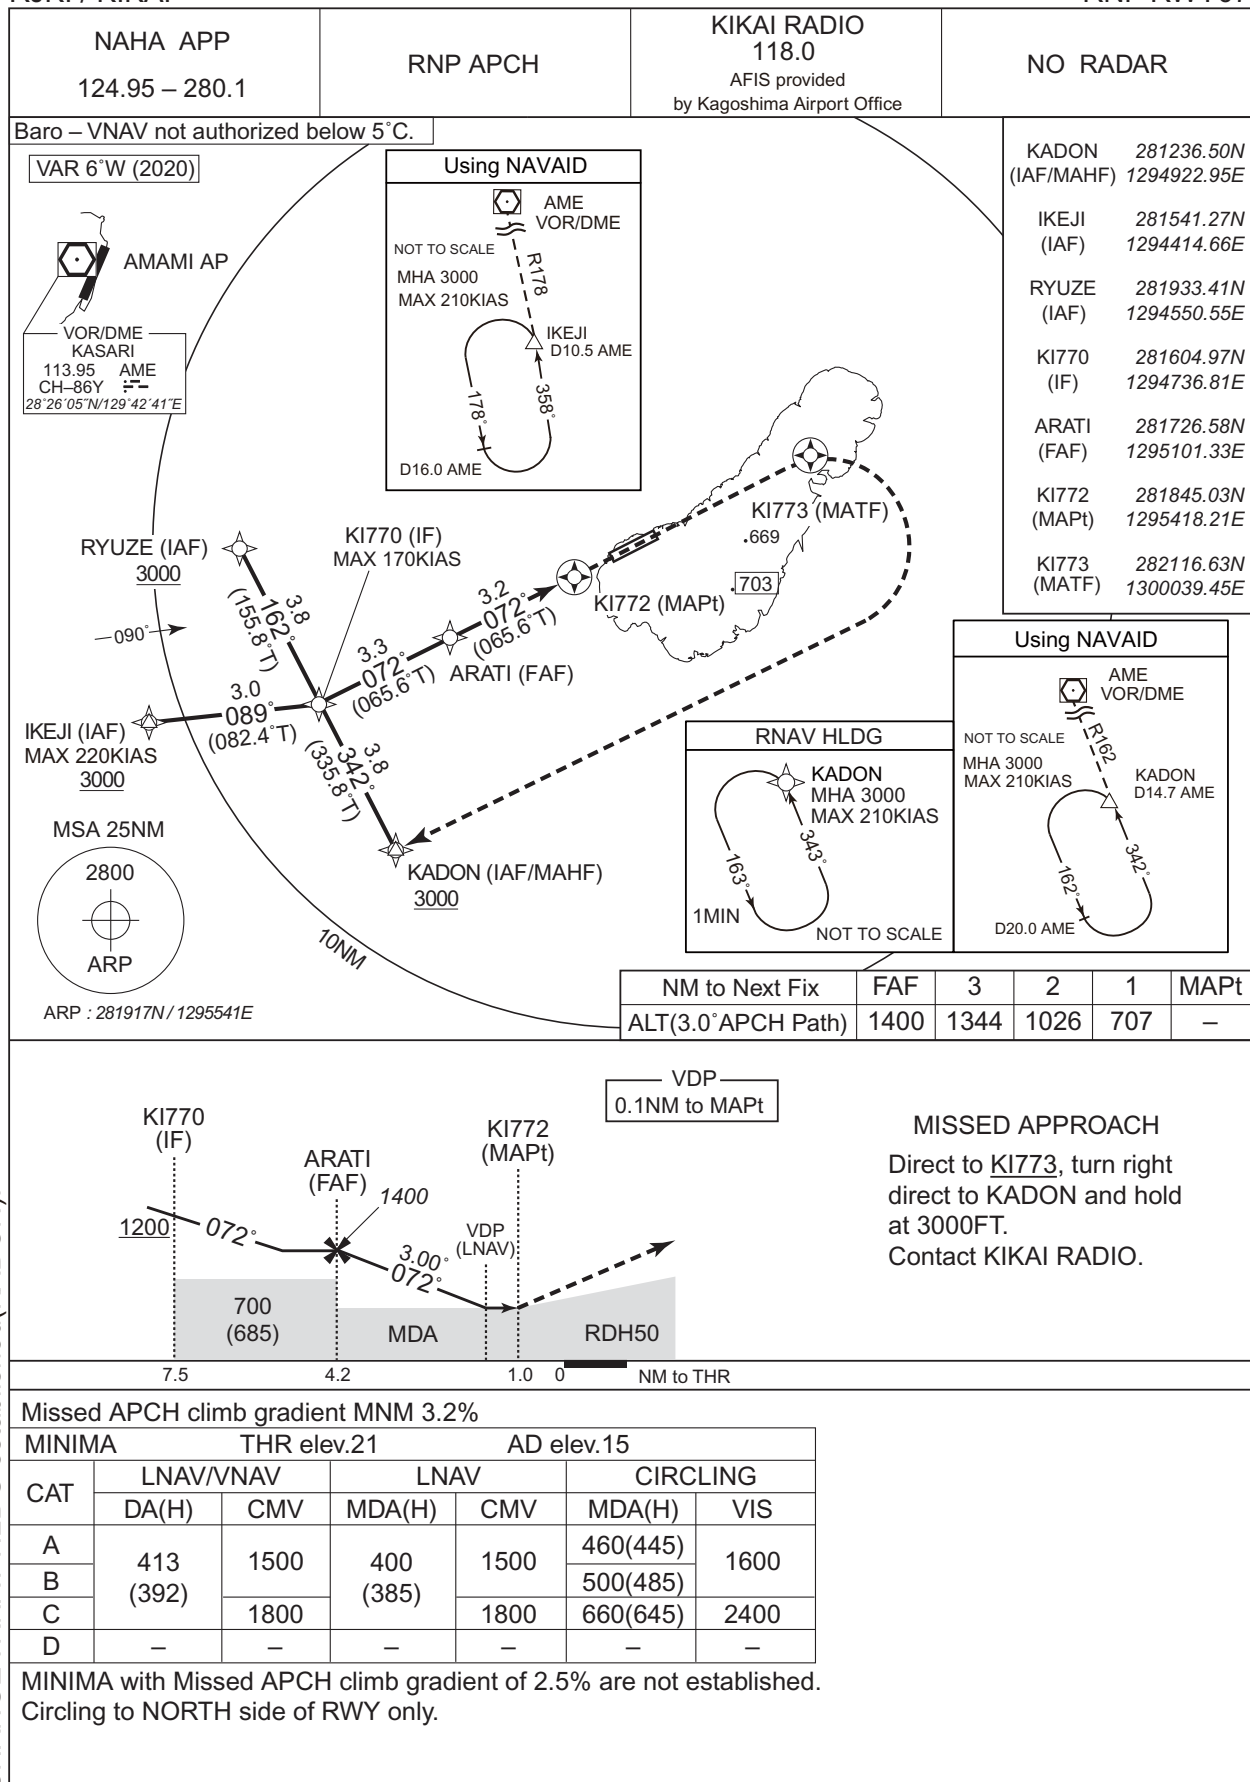 NAHA APP
124.95 – 280.1
RNP APCH
KIKAI RADIO
118.0
AFIS provided
by Kagoshima Airport Office
NO RADAR
Baro – VNAV not authorized below 5°C.
VAR 6°W (2020)
AMAMI AP
VOR/DME
KASARI
113.95 AME
CH–86Y
28°26′05″N/129°42′41″E
Using NAVAID
AME
VOR/DME
NOT TO SCALE
MHA 3000
MAX 210KIAS
R178
IKEJI
D10.5 AME
178°
358°
D16.0 AME
KADON 281236.50N
(IAF/MAHF) 1294922.95E
IKEJI 281541.27N
(IAF) 1294414.66E
RYUZE 281933.41N
(IAF) 1294550.55E
KI770 281604.97N
(IF) 1294736.81E
ARATI 281726.58N
(FAF) 1295101.33E
KI772 281845.03N
(MAPt) 1295418.21E
KI773 282116.63N
(MATF) 1300039.45E
RYUZE (IAF)
3000
KI770 (IF)
MAX 170KIAS
KI773 (MATF)
.669
703
KI772 (MAPt)
3.8
162°
(155.8°T)
090°
3.2
072°
(065.6°T)
3.3
072°
(065.6°T)
ARATI (FAF)
3.0
089°
(082.4°T)
IKEJI (IAF)
MAX 220KIAS
3000
3.8
342°
(335.8°T)
KADON (IAF/MAHF)
3000
MSA 25NM
2800
ARP
ARP : 281917N / 1295541E
10NM
RNAV HLDG
KADON
MHA 3000
MAX 210KIAS
163°
343°
1MIN
NOT TO SCALE
Using NAVAID
AME
VOR/DME
NOT TO SCALE
MHA 3000
MAX 210KIAS
R162
KADON
D14.7 AME
162°
342°
D20.0 AME
NM to Next Fix FAF 3 2 1 MAPt
ALT(3.0°APCH Path) 1400 1344 1026 707 –
VDP
0.1NM to MAPt
KI770
(IF)
ARATI
(FAF)
1400
KI772
(MAPt)
1200
072°
3.00°
072°
VDP
(LNAV)
700
(685)
MDA
RDH50
7.5 4.2 1.0 0 NM to THR
MISSED APPROACH
Direct to KI773, turn right
direct to KADON and hold
at 3000FT.
Contact KIKAI RADIO.
Missed APCH climb gradient MNM 3.2%
MINIMA THR elev.21 AD elev.15
CAT LNAV/VNAV LNAV CIRCLING
DA(H) CMV MDA(H) CMV MDA(H) VIS
A 413 (392) 1500 400 (385) 1500 460(445) 1600
B 500(485)
C 1800 1800 660(645) 2400
D – – – – – –
MINIMA with Missed APCH climb gradient of 2.5% are not established.
Circling to NORTH side of RWY only.